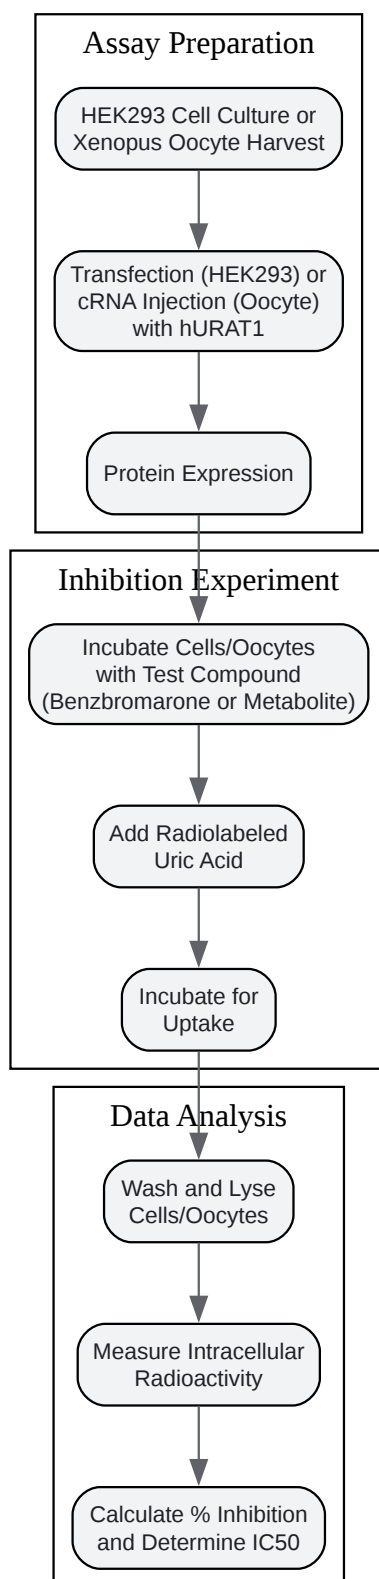 Assay Preparation
HEK293 Cell Culture or
Xenopus Oocyte Harvest
Transfection (HEK293) or
cRNA Injection (Oocyte)
with hURAT1
Protein Expression
Inhibition Experiment
Incubate Cells/Oocytes
with Test Compound
(Benzbromarone or Metabolite)
Add Radiolabeled
Uric Acid
Incubate for
Uptake
Data Analysis
Wash and Lyse
Cells/Oocytes
Measure Intracellular
Radioactivity
Calculate % Inhibition
and Determine IC50